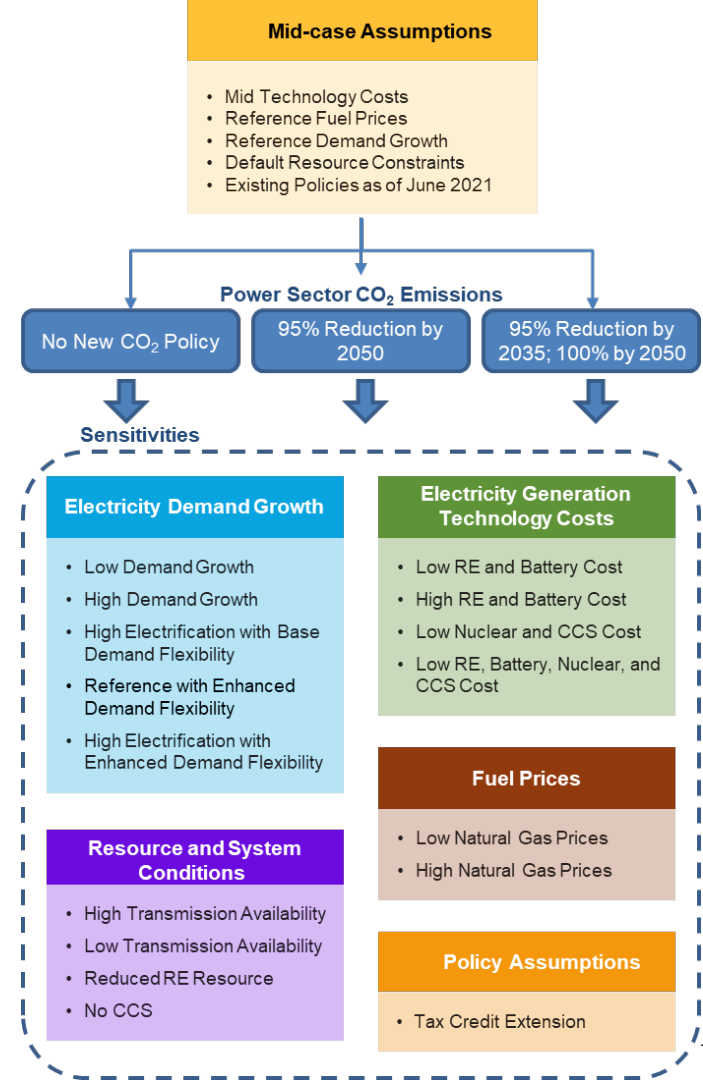 Mid-case Assumptions
• Mid Technology Costs
• Reference Fuel Prices
• Reference Demand Growth
• Default Resource Constraints
• Existing Policies as of June 2021
Power Sector CO₂ Emissions
No New CO₂ Policy
95% Reduction by
2050
95% Reduction by
2035; 100% by 2050
Sensitivities
Electricity Demand Growth
• Low Demand Growth
• High Demand Growth
• High Electrification with Base
Demand Flexibility
• Reference with Enhanced
Demand Flexibility
• High Electrification with
Enhanced Demand Flexibility
Electricity Generation
Technology Costs
• Low RE and Battery Cost
• High RE and Battery Cost
• Low Nuclear and CCS Cost
• Low RE, Battery, Nuclear, and
CCS Cost
Fuel Prices
• Low Natural Gas Prices
• High Natural Gas Prices
Resource and System
Conditions
• High Transmission Availability
• Low Transmission Availability
• Reduced RE Resource
• No CCS
Policy Assumptions
• Tax Credit Extension
.